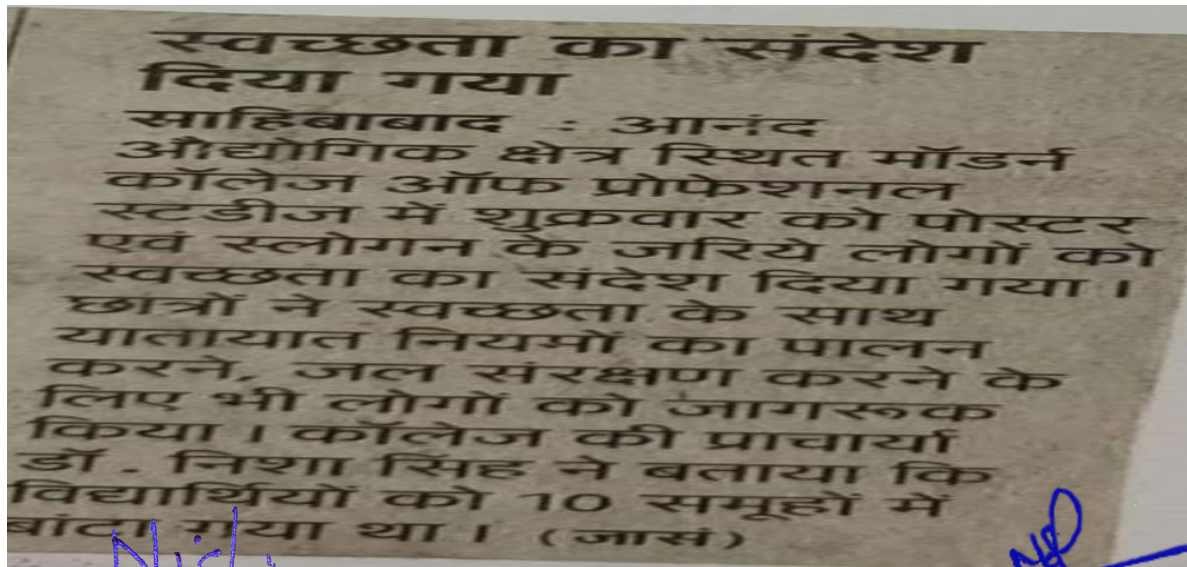 स्वच्छता का संदेश
दिया गया
साहिबाबाद : आनंद
औद्योगिक क्षेत्र स्थित मॉडर्न
कॉलेज ऑफ प्रोफेशनल
स्टडीज में शुक्रवार को पोस्टर
एवं स्लोगन के जरिये लोगों को
स्वच्छता का संदेश दिया गया ।
छात्रों ने स्वच्छता के साथ
यातायात नियमों का पालन
करने, जल संरक्षण करने के
लिए भी लोगों को जागरूक
किया । कॉलेज की प्राचार्या
डॉ . निशा सिंह ने बताया कि
विद्यार्थियों को 10 समूहों में
बांटा गया था । (जासं)